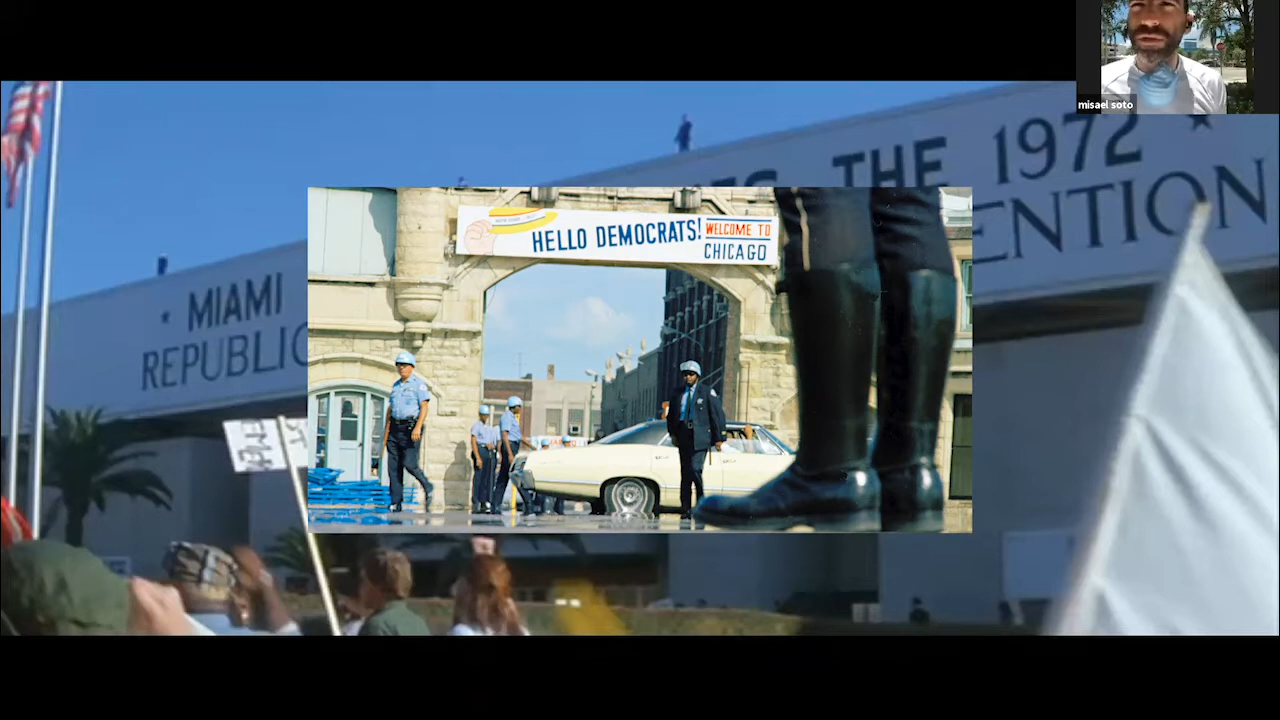 misael soto
THE 1972
ENTION
MIAMI
REPUBLIC
HELLO DEMOCRATS!
WELCOME TO
CHICAGO